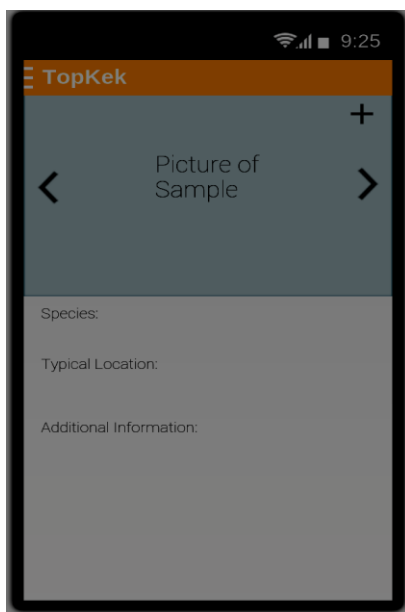 9:25
TopKek
Picture of
Sample
Species:
Typical Location:
Additional Information: